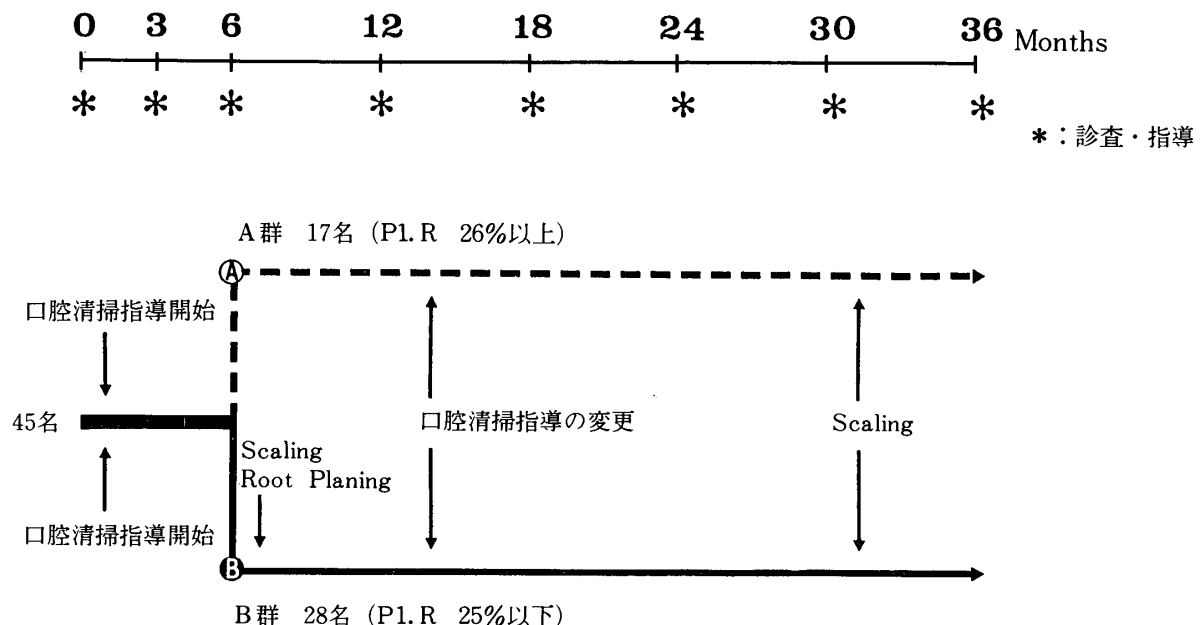 0 3 6 12 18 24 30 36 Months
* * * * * * * *
*：診査・指導
A群 17名 (Pl.R 26%以上)
A
口腔清掃指導開始
45名
口腔清掃指導の変更
Scaling
Scaling
Root Planing
口腔清掃指導開始
B
B群 28名 (Pl.R 25%以下)